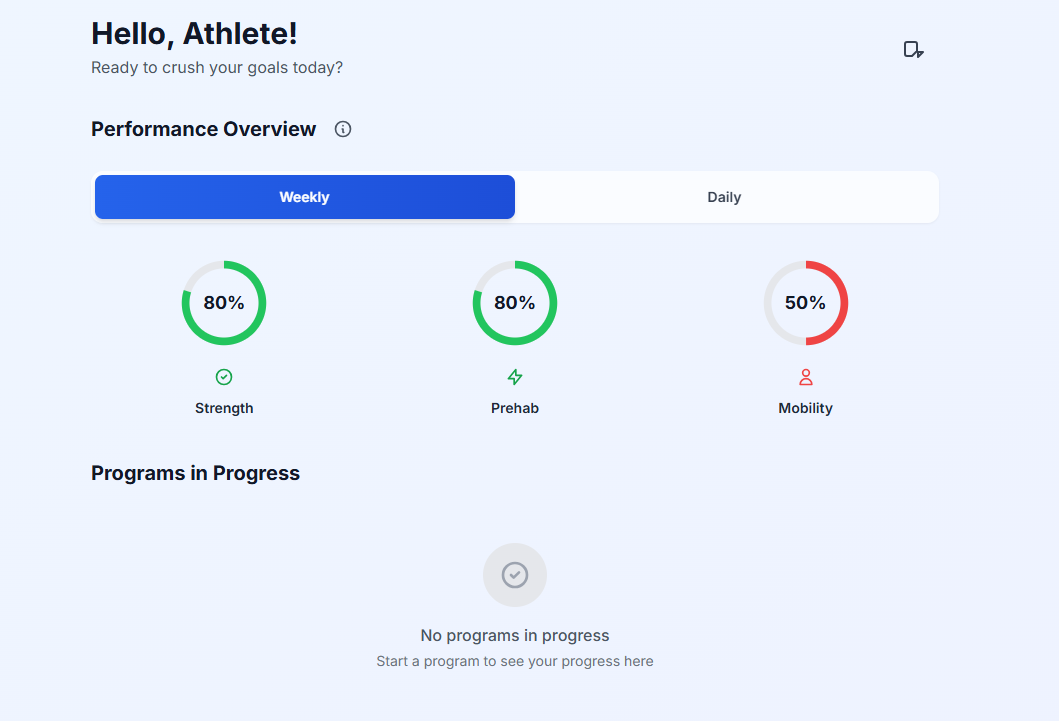 Hello, Athlete!
Ready to crush your goals today?
Performance Overview
Weekly
Daily
80%
80%
50%
Strength
Prehab
Mobility
Programs in Progress
No programs in progress
Start a program to see your progress here